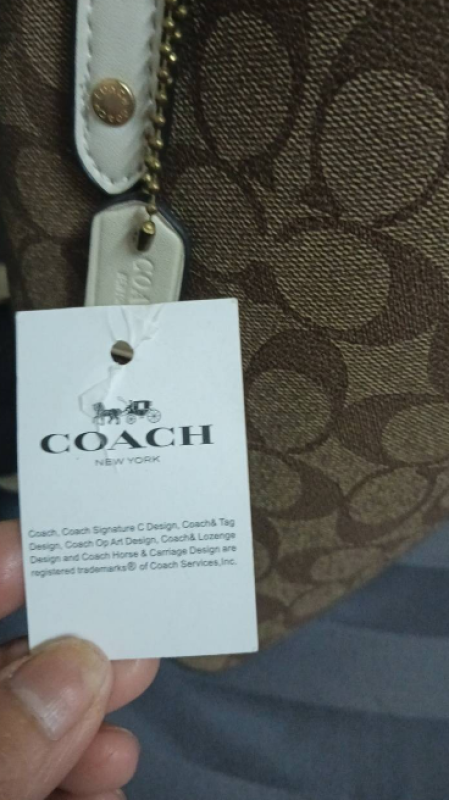 COACH
NEW YORK
Coach, Coach Signature C Design, Coach& Tag
Design, Coach Op Art Design, Coach& Lozenge
Design and Coach Horse & Carriage Design are
registered trademarks® of Coach Services,Inc.